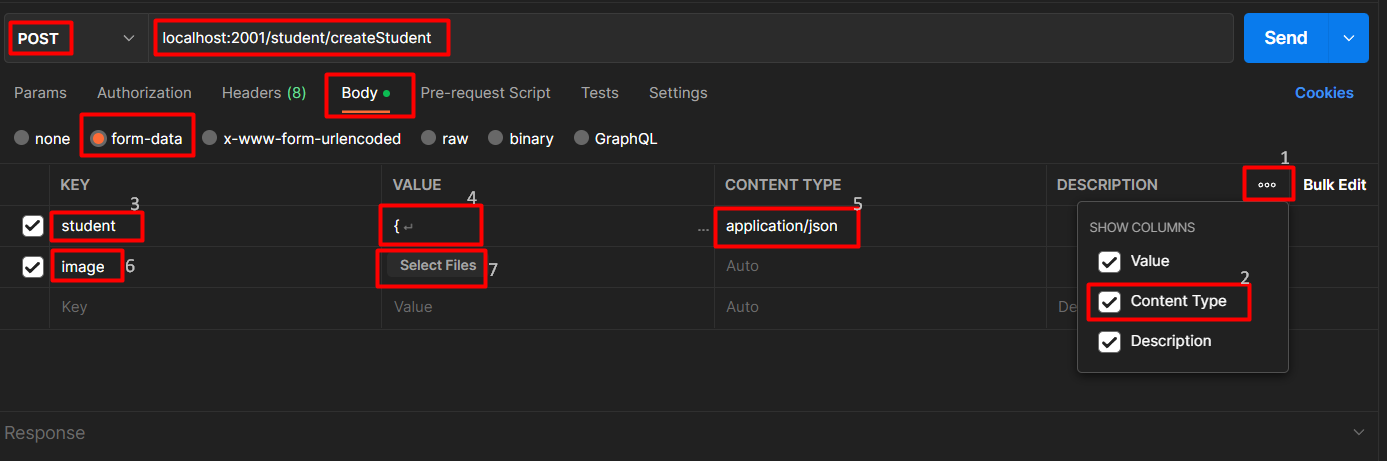 POST localhost:2001/student/createStudent Send
Params Authorization Headers (8) Body Pre-request Script Tests Settings Cookies
none form-data x-www-form-urlencoded raw binary GraphQL
1
KEY VALUE CONTENT TYPE DESCRIPTION ooo Bulk Edit
3 4 5
student { ↵ ... application/json
SHOW COLUMNS
Value
image 6 Select Files 7 Auto
2
Content Type
Key Value Auto De
Description
Response